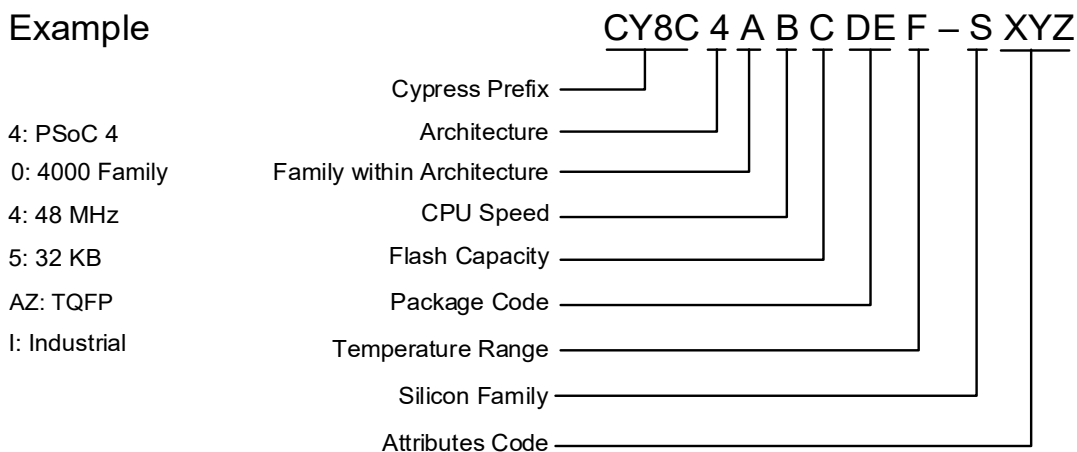 Example CY8C 4 A B C DE F – S XYZ
Cypress Prefix
4: PSoC 4 Architecture
0: 4000 Family Family within Architecture
4: 48 MHz CPU Speed
5: 32 KB Flash Capacity
AZ: TQFP Package Code
I: Industrial Temperature Range
Silicon Family
Attributes Code